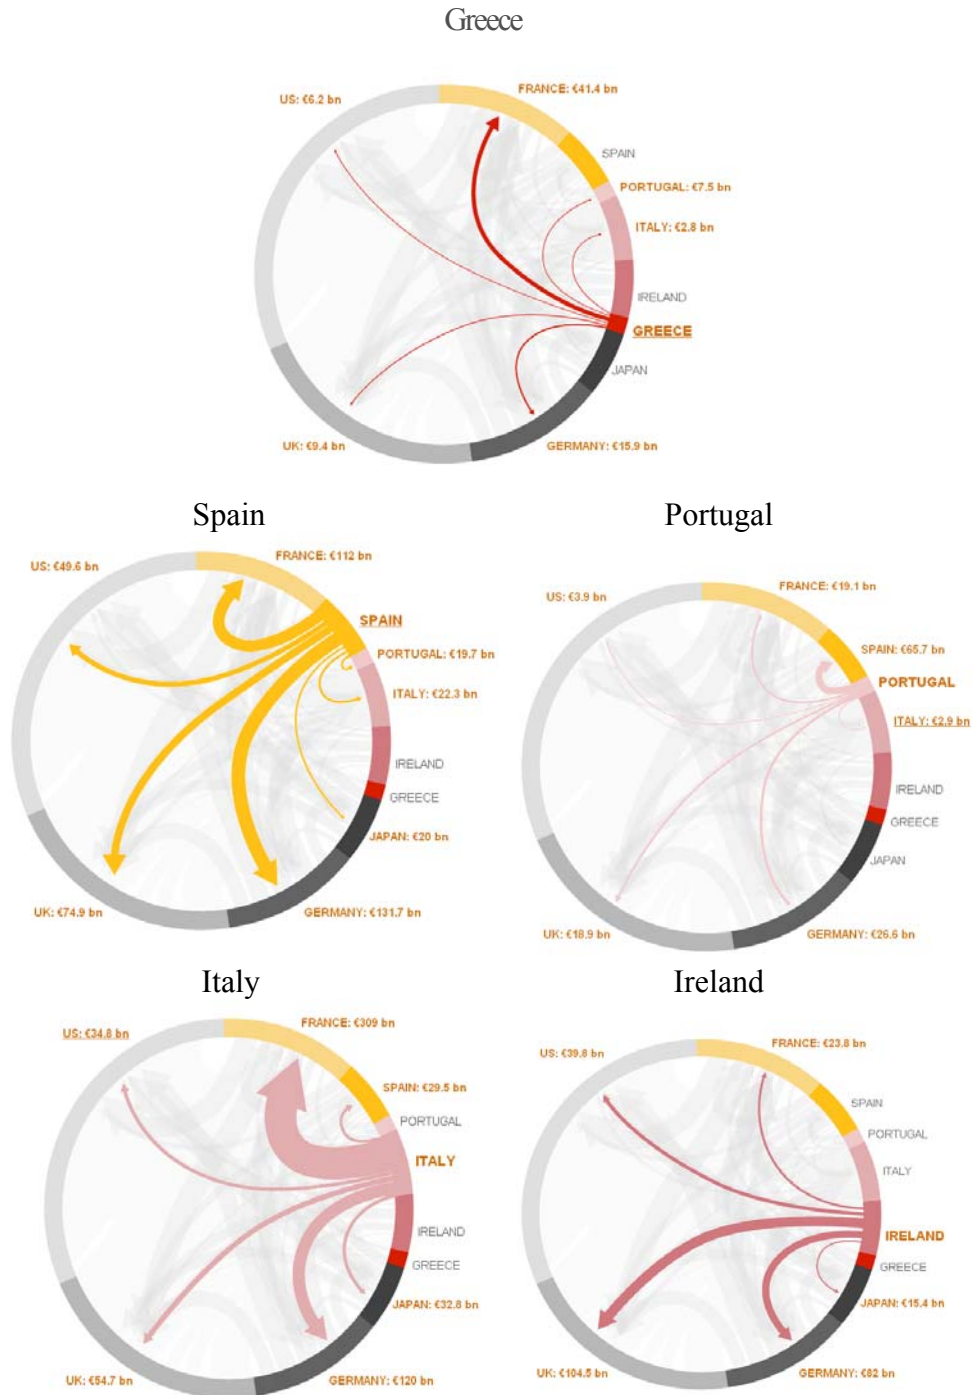 Greece
FRANCE: €41.4 bn
US: €6.2 bn
SPAIN
PORTUGAL: €7.5 bn
ITALY: €2.8 bn
IRELAND
GREECE
JAPAN
UK: €9.4 bn
GERMANY: €15.9 bn
Spain
FRANCE: €112 bn
US: €49.6 bn
SPAIN
PORTUGAL: €19.7 bn
ITALY: €22.3 bn
IRELAND
GREECE
JAPAN: €20 bn
UK: €74.9 bn
GERMANY: €131.7 bn
Portugal
FRANCE: €19.1 bn
US: €3.9 bn
SPAIN: €65.7 bn
PORTUGAL
ITALY: €2.9 bn
IRELAND
GREECE
JAPAN
UK: €18.9 bn
GERMANY: €26.6 bn
Italy
FRANCE: €309 bn
US: €34.8 bn
SPAIN: €29.5 bn
PORTUGAL
ITALY
IRELAND
GREECE
JAPAN: €32.8 bn
UK: €54.7 bn
GERMANY: €120 bn
Ireland
FRANCE: €23.8 bn
US: €39.8 bn
SPAIN
PORTUGAL
ITALY
IRELAND
GREECE
JAPAN: €15.4 bn
UK: €104.5 bn
GERMANY: €82 bn